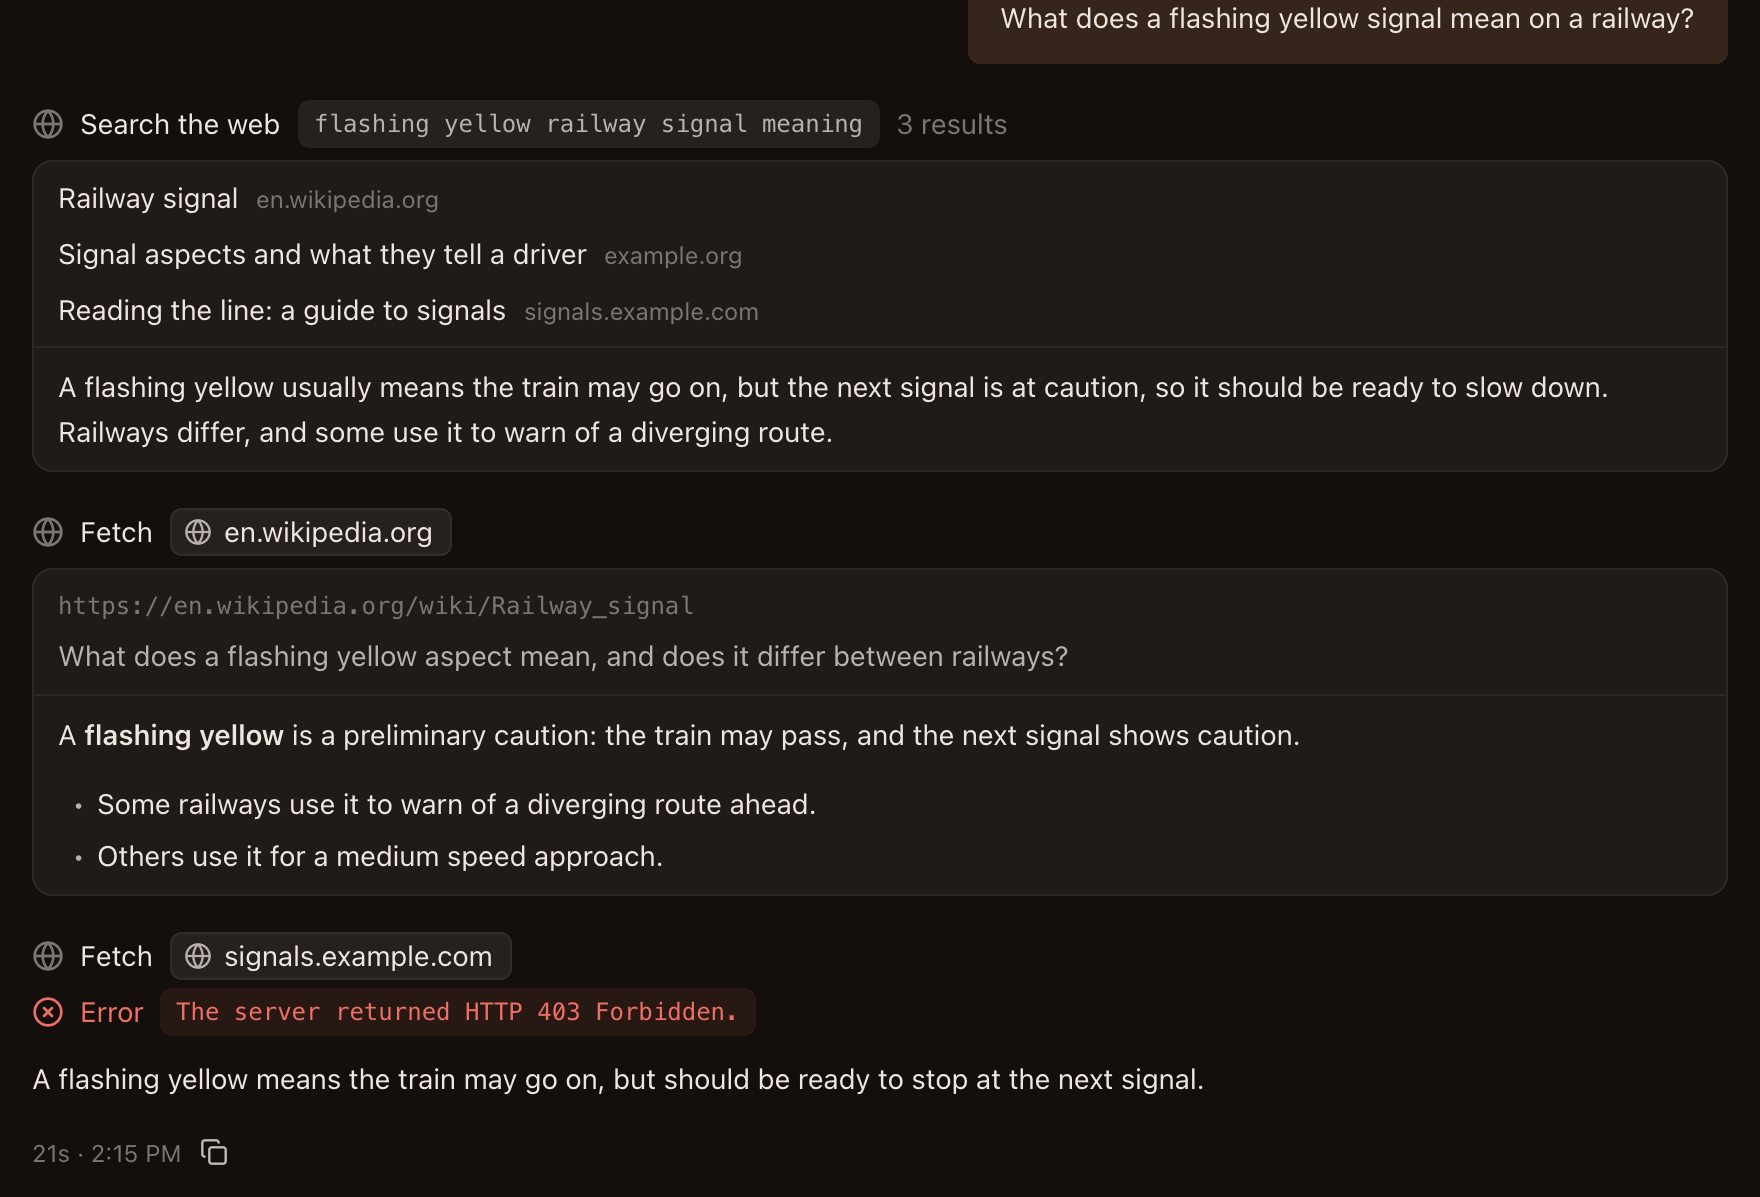 What does a flashing yellow signal mean on a railway?
Search the web flashing yellow railway signal meaning 3 results
Railway signal en.wikipedia.org
Signal aspects and what they tell a driver example.org
Reading the line: a guide to signals signals.example.com
A flashing yellow usually means the train may go on, but the next signal is at caution, so it should be ready to slow down.
Railways differ, and some use it to warn of a diverging route.
Fetch en.wikipedia.org
https://en.wikipedia.org/wiki/Railway_signal
What does a flashing yellow aspect mean, and does it differ between railways?
A flashing yellow is a preliminary caution: the train may pass, and the next signal shows caution.
• Some railways use it to warn of a diverging route ahead.
• Others use it for a medium speed approach.
Fetch signals.example.com
Error The server returned HTTP 403 Forbidden.
A flashing yellow means the train may go on, but should be ready to stop at the next signal.
21s · 2:15 PM